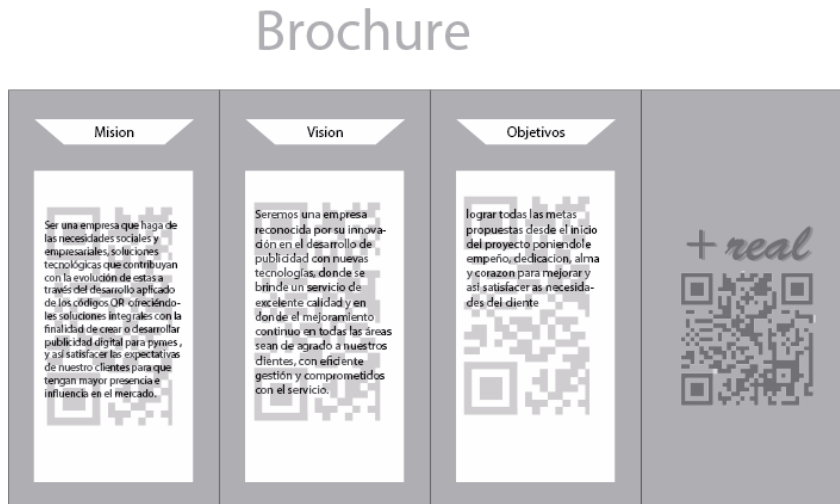 Brochure
Mision
Ser una empresa que haga de
las necesidades sociales y
empresariales, soluciones
tecnológicas que contribuyan
con la evolución de estas a
través del desarrollo aplicado
de los códigos QR ofreciéndo-
les soluciones integrales con la
finalidad de crear o desarrollar
publicidad digital para pymes ,
y así satisfacer las expectativas
de nuestro clientes para que
tengan mayor presencia e
influencia en el mercado.
Vision
Seremos una empresa
reconocida por su innova-
ción en el desarrollo de
publicidad con nuevas
tecnologías, donde se
brinde un servicio de
excelente calidad y en
donde el mejoramiento
continuo en todas las áreas
sean de agrado a nuestros
clientes, con eficiente
gestión y comprometidos
con el servicio.
Objetivos
lograr todas las metas
propuestas desde el inicio
del proyecto poniendole
empeño, dedicacion, alma
y corazon para mejorar y
así satisfacer as necesida-
des del cliente
+ real